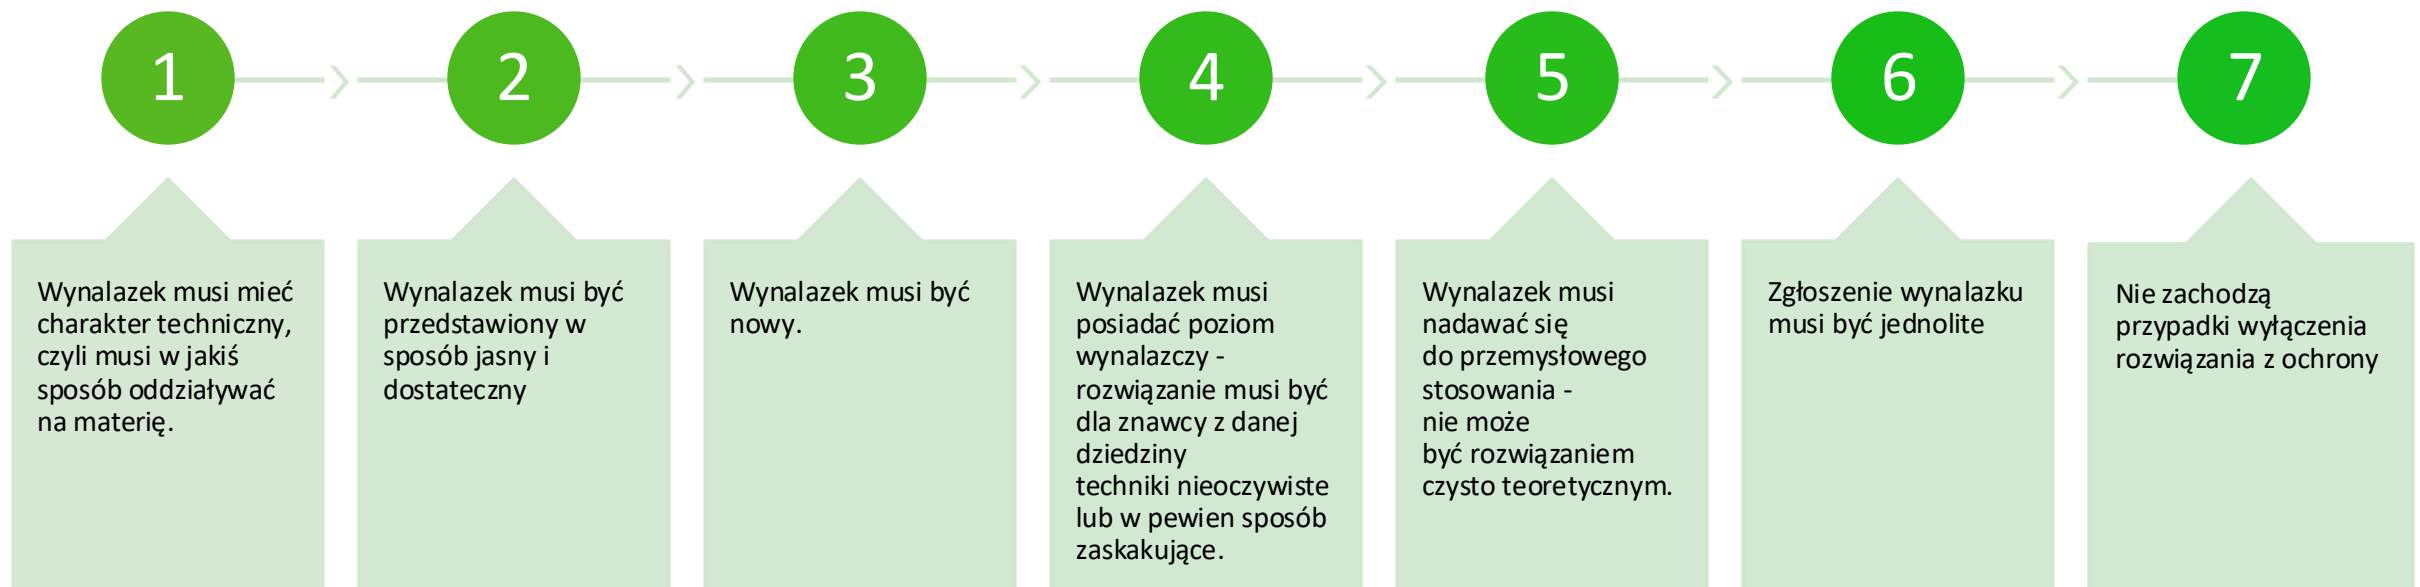 1
2
3
4
5
6
7
Wynalazek musi mieć
charakter techniczny,
czyli musi w jakiś
sposób oddziaływać
na materię.
Wynalazek musi być
przedstawiony w
sposób jasny i
dostateczny
Wynalazek musi być
nowy.
Wynalazek musi
posiadać poziom
wynalazczy -
rozwiązanie musi być
dla znawcy z danej
dziedziny
techniki nieoczywiste
lub w pewien sposób
zaskakujące.
Wynalazek musi
nadawać się
do przemysłowego
stosowania -
nie może
być rozwiązaniem
czysto teoretycznym.
Zgłoszenie wynalazku
musi być jednolite
Nie zachodzą
przypadki wyłączenia
rozwiązania z ochrony